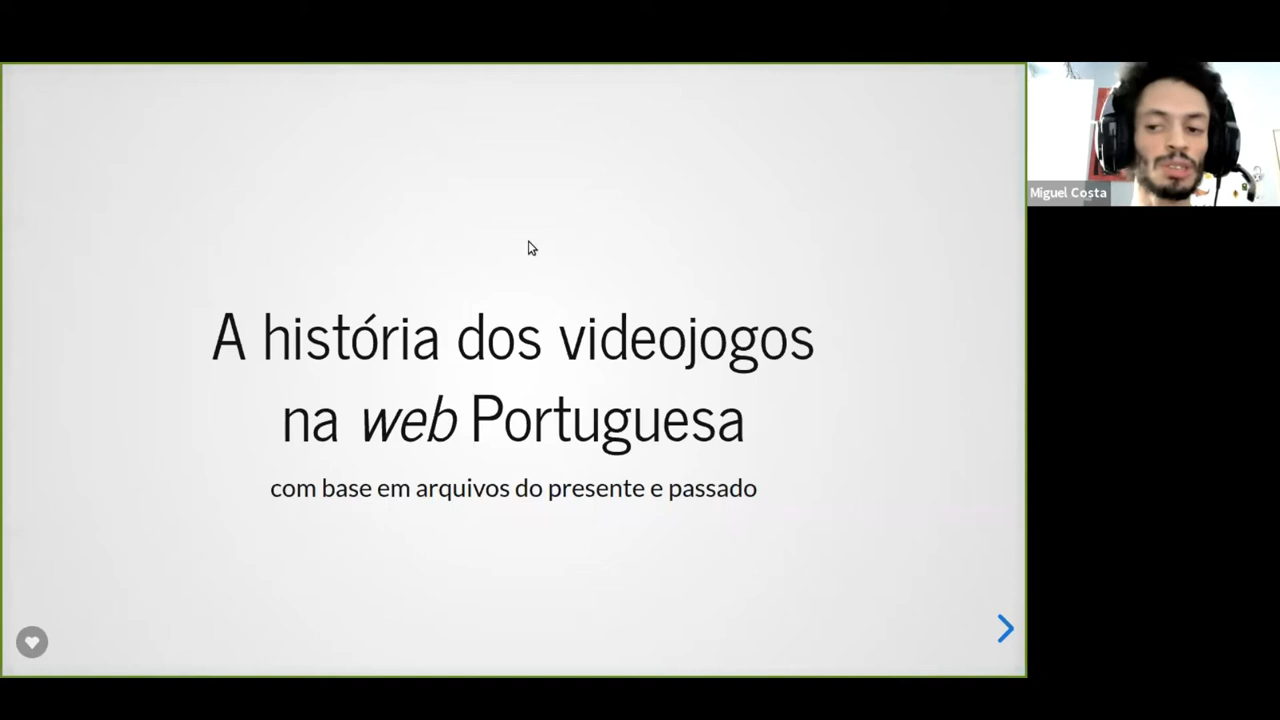 A história dos videojogos
na web Portuguesa
com base em arquivos do presente e passado
Miguel Costa